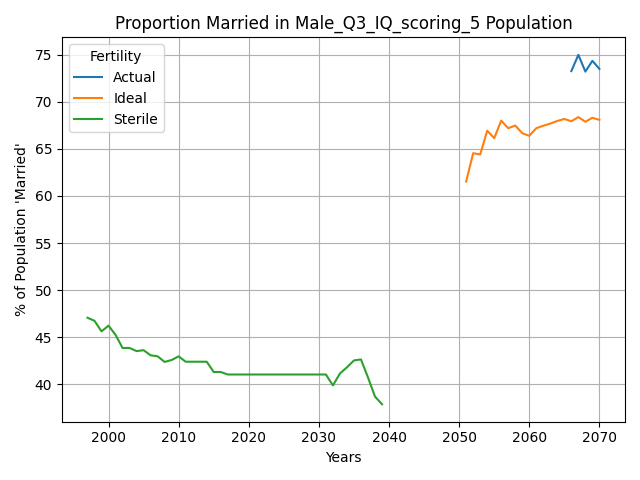 Proportion Married in Male_Q3_IQ_scoring_5 Population
% of Population 'Married'
75
70
65
60
55
50
45
40
Fertility
Actual
Ideal
Sterile
2000 2010 2020 2030 2040 2050 2060 2070
Years